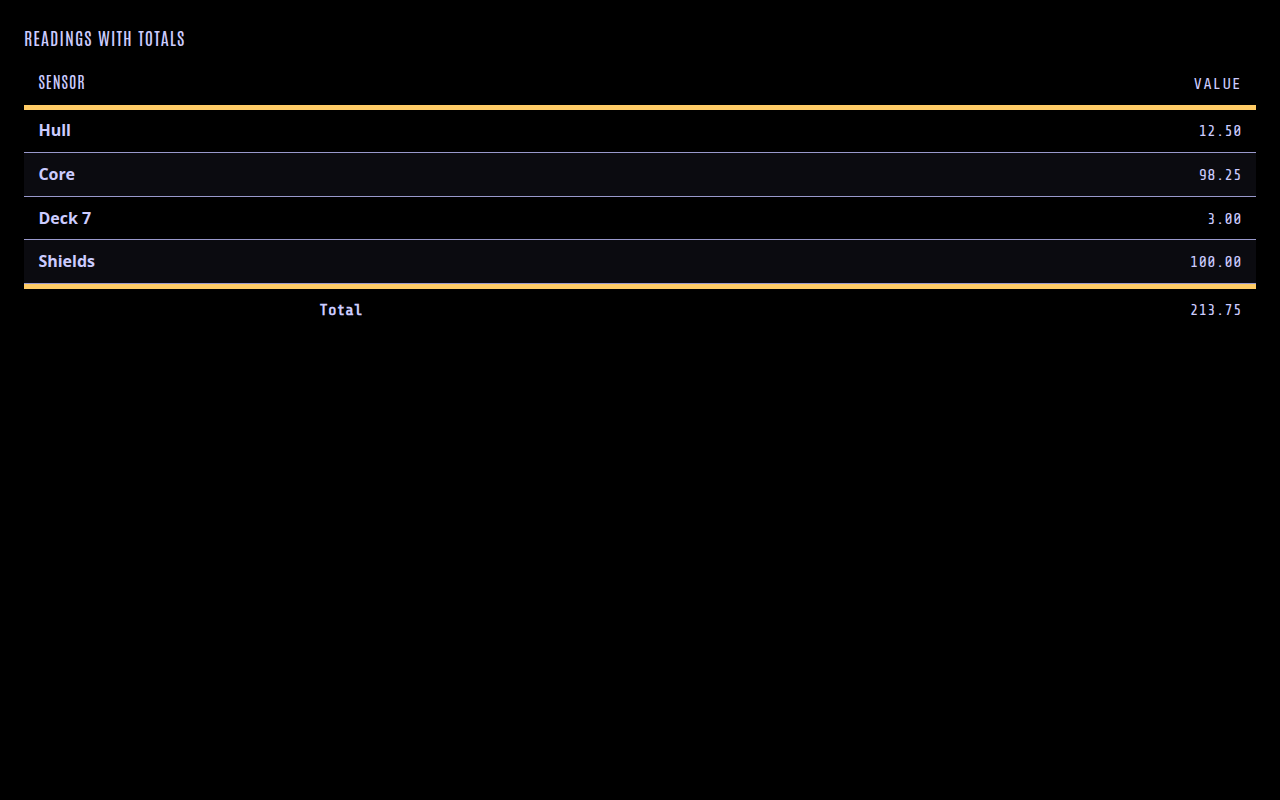 READINGS WITH TOTALS
SENSOR VALUE
Hull 12.50
Core 98.25
Deck 7 3.00
Shields 100.00
Total 213.75